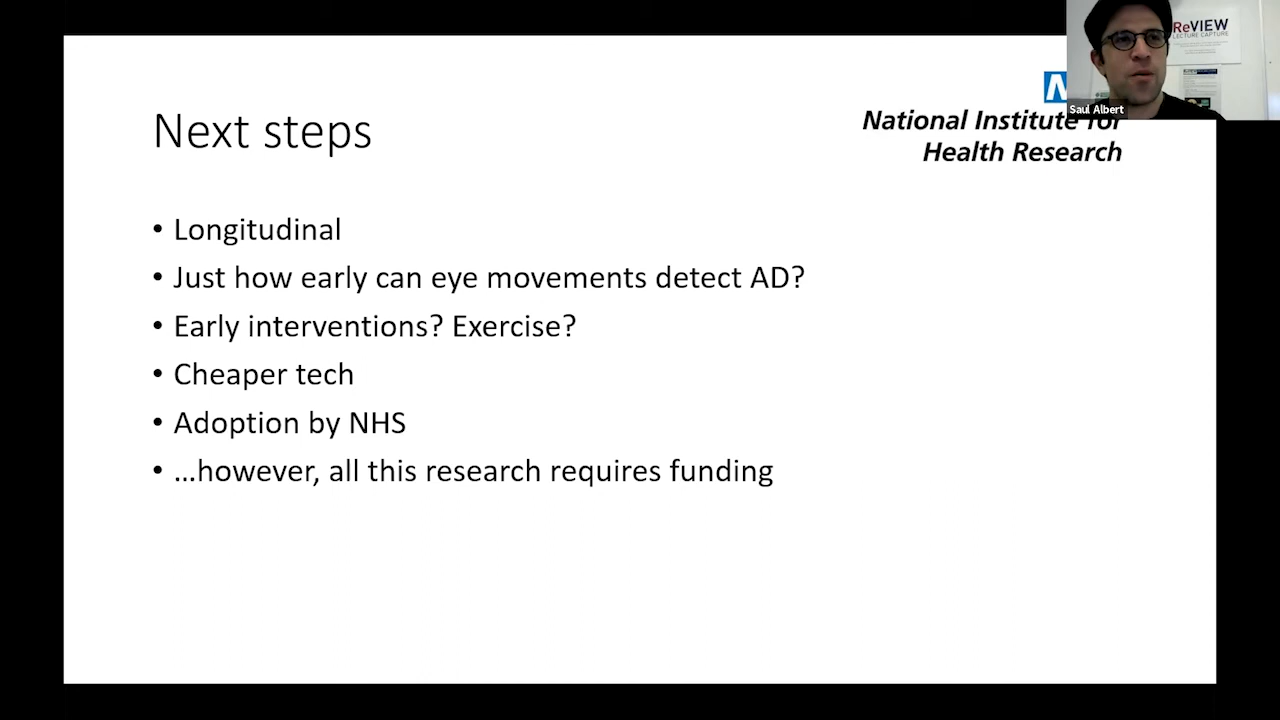 Next steps
National Institute for
Health Research
• Longitudinal
• Just how early can eye movements detect AD?
• Early interventions? Exercise?
• Cheaper tech
• Adoption by NHS
• ...however, all this research requires funding
ReVIEW
LECTURE CAPTURE
Saul Albert